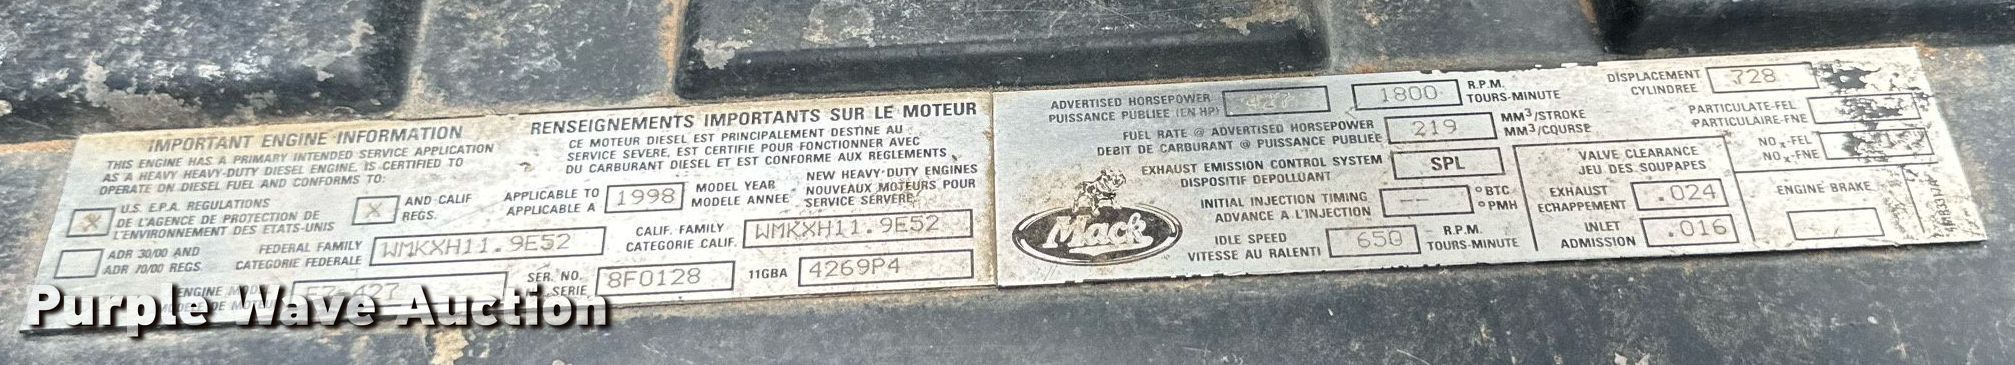 IMPORTANT ENGINE INFORMATION
THIS ENGINE HAS A PRIMARY INTENDED SERVICE APPLICATION
AS A HEAVY HEAVY-DUTY DIESEL ENGINE, IS CERTIFIED TO
OPERATE ON DIESEL FUEL AND CONFORMS TO:
X U.S. E.P.A. REGULATIONS
DE L'AGENCE DE PROTECTION DE
L'ENVIRONNEMENT DES ETATS-UNIS
X AND CALIF
REGS.
ADR 30/00 AND
ADR 70/00 REGS
RENSEIGNEMENTS IMPORTANTS SUR LE MOTEUR
CE MOTEUR DIESEL EST PRINCIPALEMENT DESTINE AU
SERVICE SEVERE, EST CERTIFIE POUR FONCTIONNER AVEC
DU CARBURANT DIESEL ET EST CONFORME AUX REGLEMENTS
APPLICABLE TO
APPLICABLE A
1998
MODEL YEAR
MODELE ANNEE
NEW HEAVY-DUTY ENGINES
NOUVEAUX MOTEURS POUR
SERVICE SERVERE
FEDERAL FAMILY
CATEGORIE FEDERALE
WMKXH11.9E52
CALIF. FAMILY
CATEGORIE CALIF.
WMKXH11.9E52
ENGINE
E7-427
SER. NO.
SERIE
8F0128
11GBA
4269P4
ADVERTISED HORSEPOWER
PUISSANCE PUBLIEE (EN HP)
427
1800
R.P.M.
TOURS-MINUTE
DISPLACEMENT
CYLINDREE
728
FUEL RATE @ ADVERTISED HORSEPOWER
DEBIT DE CARBURANT @ PUISSANCE PUBLIEE
219
MM3/STROKE
MM3/COURSE
PARTICULATE-FEL
PARTICULAIRE-FNE
EXHAUST EMISSION CONTROL SYSTEM
DISPOSITIF DEPOLLUANT
SPL
VALVE CLEARANCE
JEU DES SOUPAPES
NOx-FEL
NOx-FNE
INITIAL INJECTION TIMING
ADVANCE A L'INJECTION
--
°BTC
°PMH
EXHAUST
ECHAPPEMENT
.024
ENGINE BRAKE
Mack
IDLE SPEED
VITESSE AU RALENTI
650
R.P.M.
TOURS-MINUTE
INLET
ADMISSION
.016
Purple Wave Auction